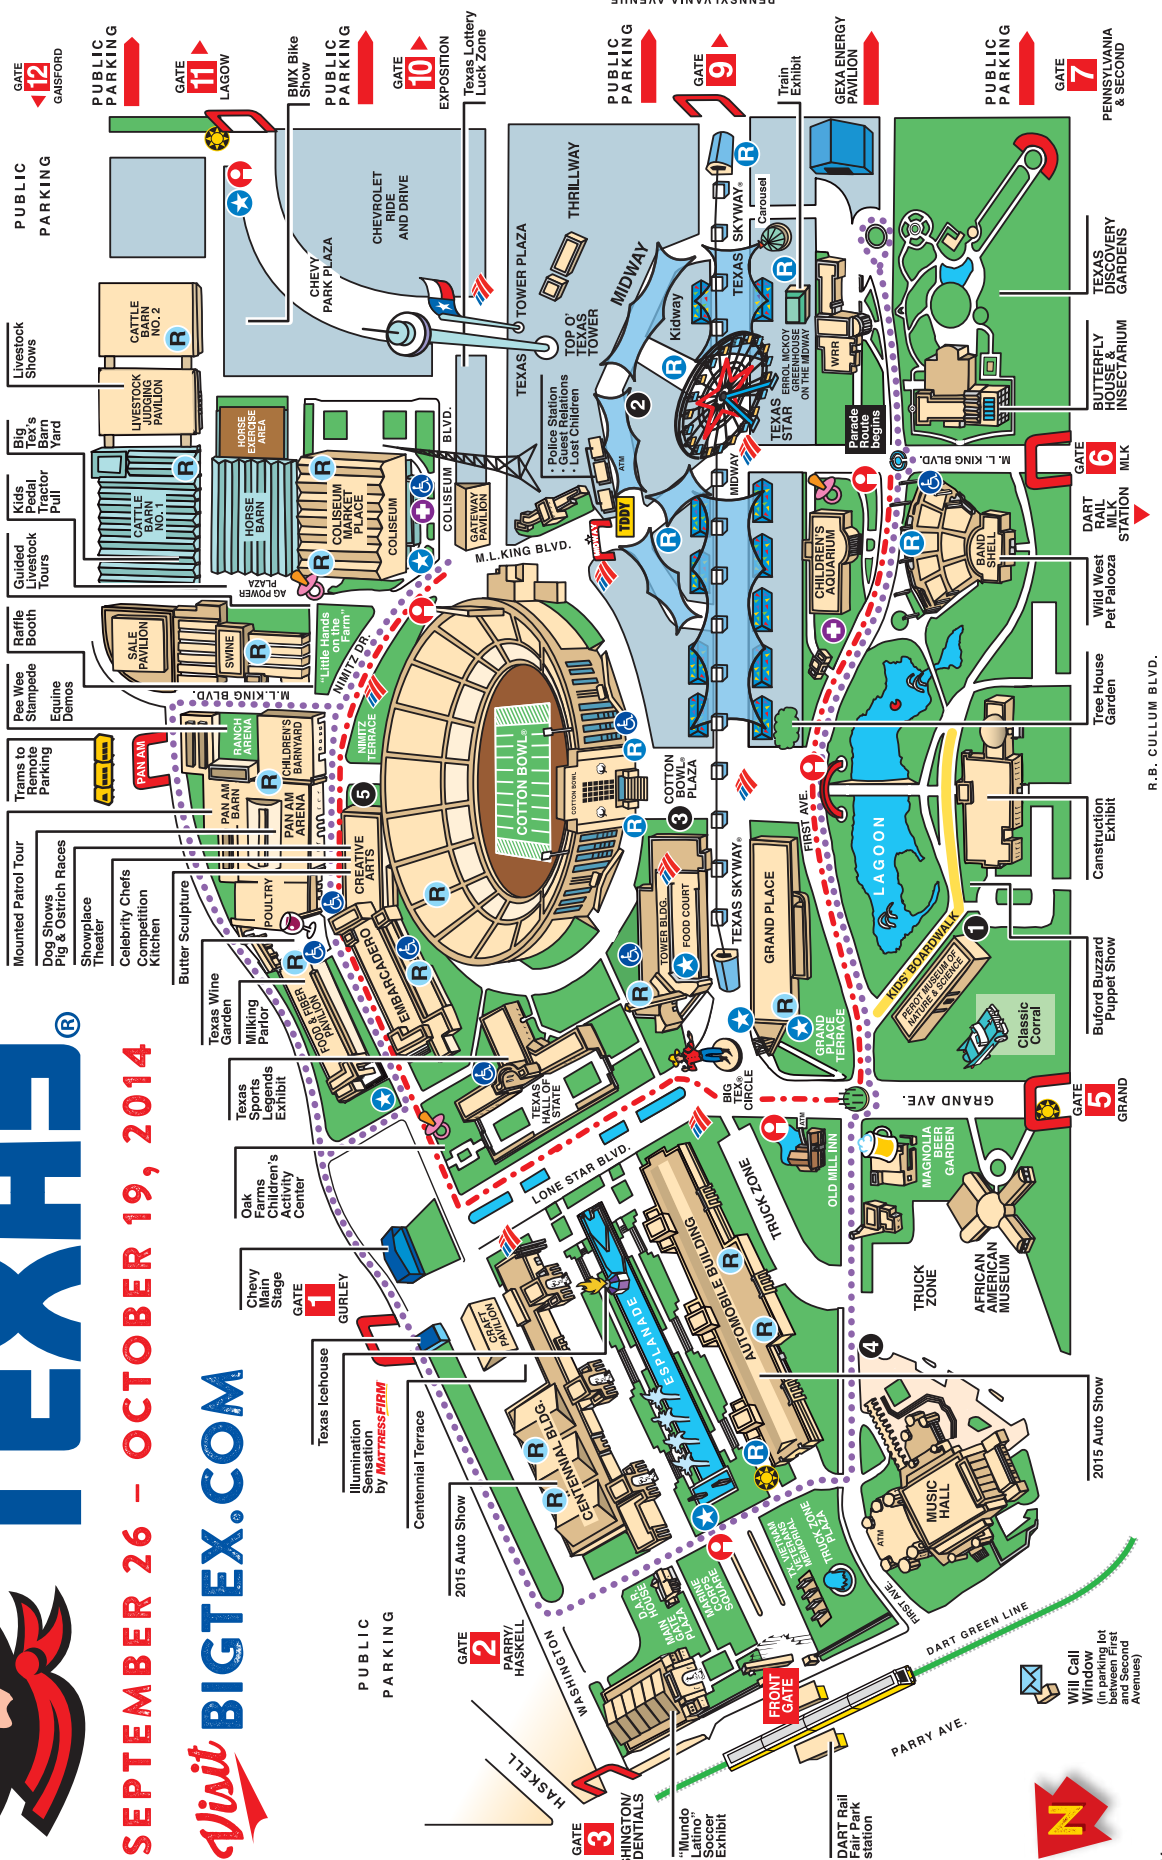 SEPTEMBER 26 – OCTOBER 19, 2014
Visit BIGTEX.COM
®
Mounted Patrol Tour
Dog Shows
Pig & Ostrich Races
Showplace
Theater
Celebrity Chefs
Competition
Kitchen
Butter Sculpture
Texas Wine
Garden
Milking
Parlor
Texas
Sports
Legends
Exhibit
Oak
Farms
Children's
Activity
Center
Chevy
Main
Stage
GATE
1
GURLEY
Texas Icehouse
Illumination
Sensation
by MATTRESSFIRM
Centennial Terrace
2015 Auto Show
PUBLIC
PARKING
GATE
2
PARRY/
HASKELL
WASHINGTON
HASKELL
GATE
3
"Mundo
Latino"
Soccer
Exhibit
DART Rail
Fair Park
station
Trams to
Remote
Parking
Pee Wee
Stampede
Equine
Demos
Raffle
Booth
Guided
Livestock
Tours
Kids
Pedal
Tractor
Pull
Big
Tex's
Barn
Yard
Livestock
Shows
PUBLIC
PARKING
GATE
12
GAISFORD
PUBLIC
PARKING
GATE
11
LAGOW
BMX Bike
Show
PUBLIC
PARKING
GATE
10
EXPOSITION
Texas Lottery
Luck Zone
PENNSYLVANIA AVENUE
PUBLIC
PARKING
GATE
9
Train
Exhibit
GEXA ENERGY
PAVILION
PUBLIC
PARKING
GATE
7
PENNSYLVANIA
& SECOND
CATTLE
BARN
NO. 2
LIVESTOCK
JUDGING
PAVILION
CATTLE
BARN
NO. 1
HORSE
EXERCISE
AREA
HORSE
BARN
COLISEUM
MARKET
PLACE
COLISEUM
AG POWER
PLAZA
SALE
PAVILION
SWINE
"Little Hands
on the
Farm"
NIMITZ DR.
M.L.KING BLVD.
PAN AM
RANCH
ARENA
CHILDREN'S
BARNYARD
PAN AM
BARN
PAN AM
ARENA
POULTRY
CREATIVE
ARTS
NIMITZ
TERRACE
5
EMBARCADERO
FOOD & FIBER
PAVILION
CHEVROLET
RIDE
AND DRIVE
CHEVY
PARK PLAZA
COLISEUM BLVD.
GATEWAY
PAVILION
M.L.KING BLVD.
THRILLWAY
TEXAS TOWER PLAZA
TOP O'
TEXAS
TOWER
• Police Station
• Guest Relations
• Lost Children
MIDWAY
Kidway
2
ATM
TDDY
MIDWAY
TEXAS SKYWAY®
Carousel
TEXAS
STAR
ERROL MCKOY
GREENHOUSE
ON THE MIDWAY
WRR
Parade
Route
begins
MIDWAY
COTTON BOWL®
COTTON BOWL
COTTON
BOWL®
PLAZA
3
TOWER BLDG.
FOOD COURT
TEXAS SKYWAY®
GRAND PLACE
GRAND
PLACE
TERRACE
FIRST AVE.
CHILDREN'S
AQUARIUM
BAND
SHELL
M. L. KING BLVD.
GATE
6
MLK
DART
RAIL
MLK
STATION
TEXAS
DISCOVERY
GARDENS
BUTTERFLY
HOUSE &
INSECTARIUM
Wild West
Pet Palooza
Tree House
Garden
Construction
Exhibit
Buford Buzzard
Puppet Show
R.B. CULLUM BLVD.
LAGOON
KIDS' BOARDWALK
1
PEROT MUSEUM OF
NATURE & SCIENCE
Classic
Corral
GRAND AVE.
GATE
5
GRAND
TEXAS
HALL OF
STATE
BIG
TEX®
CIRCLE
LONE STAR BLVD.
TRUCK ZONE
ATM
OLD MILL INN
MAGNOLIA
BEER
GARDEN
TRUCK
ZONE
AFRICAN
AMERICAN
MUSEUM
CRAFT
PAVILION
CENTENNIAL BLDG.
ESPLANADE
AUTOMOBILE BUILDING
4
2015 Auto Show
MUSIC
HALL
ATM
FIRST AVE.
TX. VIETNAM
VETERANS
MEMORIAL
TRUCK ZONE
PLAZA
DAR
HOUSE
MAIN
GATE
PLAZA
MARINE
CORPS
SQUARE
FRONT
GATE
DART GREEN LINE
PARRY AVE.
Will Call
Window
(in parking lot
between First
and Second
Avenues)
N